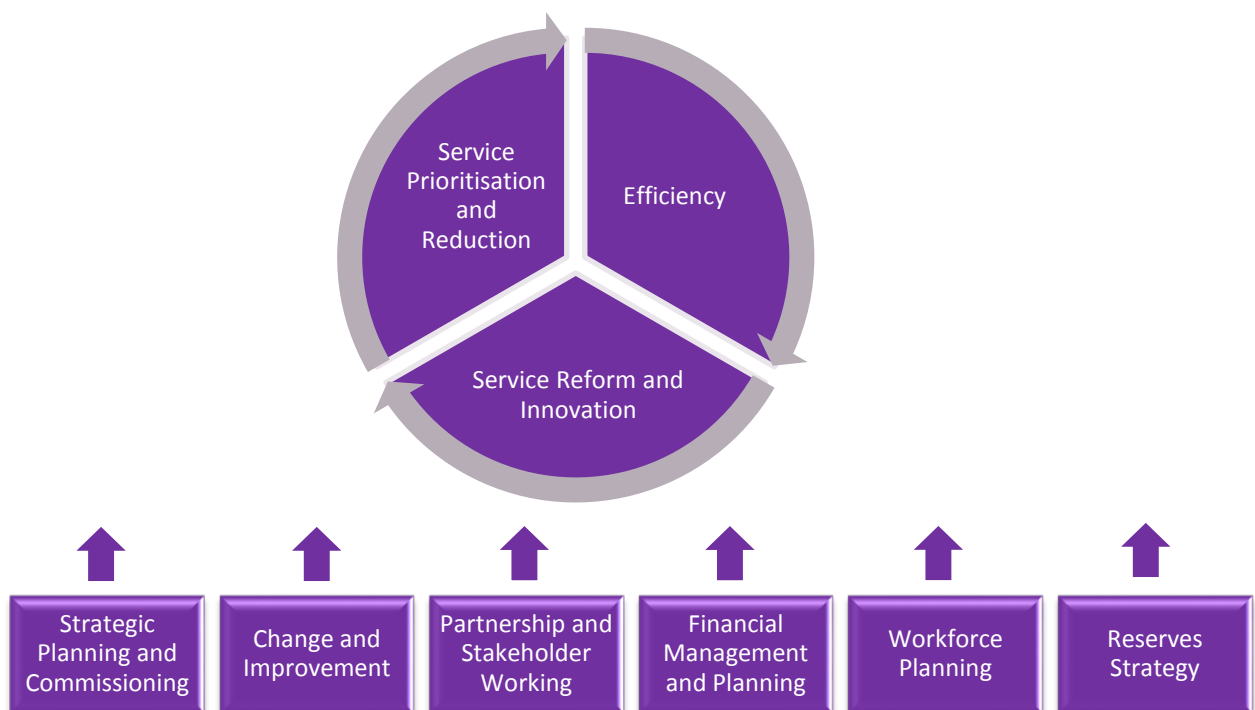 Service
Prioritisation
and
Reduction
Efficiency
Service Reform and
Innovation
Strategic
Planning and
Commissioning
Change and
Improvement
Partnership and
Stakeholder
Working
Financial
Management
and Planning
Workforce
Planning
Reserves
Strategy